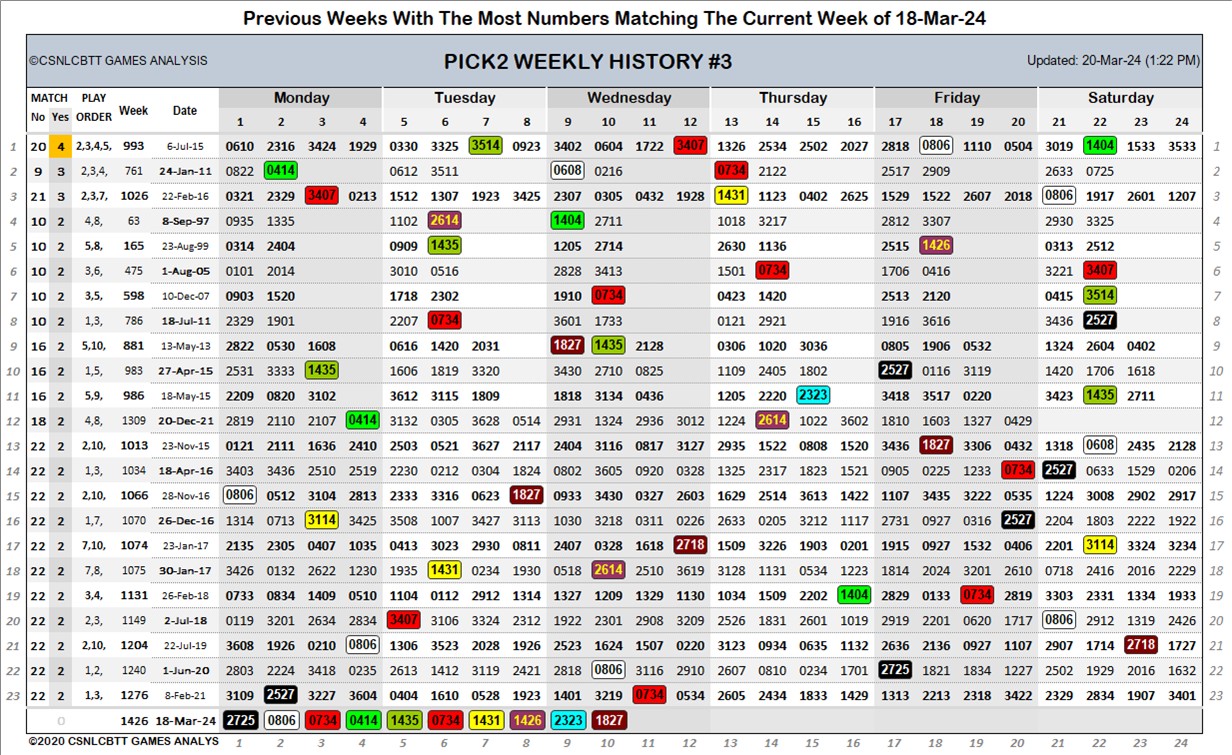 Previous Weeks With The Most Numbers Matching The Current Week of 18-Mar-24
©CSNLCBTT GAMES ANALYSIS PICK2 WEEKLY HISTORY #3 Updated: 20-Mar-24 (1:22 PM)
MATCH PLAY Week Date Monday Tuesday Wednesday Thursday Friday Saturday
No Yes ORDER 1 2 3 4 5 6 7 8 9 10 11 12 13 14 15 16 17 18 19 20 21 22 23 24
1 20 4 2,3,4,5, 993 6-Jul-15 0610 2316 3424 1929 0330 3325 3514 0923 3402 0604 1722 3407 1326 2534 2502 2027 2818 0806 1110 0504 3019 1404 1533 3533 1
2 9 3 2,3,4, 761 24-Jan-11 0822 0414 0612 3511 0608 0216 0734 2122 2517 2909 2633 0725 2
3 21 3 2,3,7, 1026 22-Feb-16 0321 2329 3407 0213 1512 1307 1923 3425 2307 0305 0432 1928 1431 1123 0402 2625 1529 1522 2607 2018 0806 1917 2601 1207 3
4 10 2 4,8, 63 8-Sep-97 0935 1335 1102 2614 1404 2711 1018 3217 2812 3307 2930 3325 4
5 10 2 5,8, 165 23-Aug-99 0314 2404 0909 1435 1205 2714 2630 1136 2515 1426 0313 2512 5
6 10 2 3,6, 475 1-Aug-05 0101 2014 3010 0516 2828 3413 1501 0734 1706 0416 3221 3407 6
7 10 2 3,5, 598 10-Dec-07 0903 1520 1718 2302 1910 0734 0423 1420 2513 2120 0415 3514 7
8 10 2 1,3, 786 18-Jul-11 2329 1901 2207 0734 3601 1733 0121 2921 1916 3616 3436 2527 8
9 16 2 5,10, 881 13-May-13 2822 0530 1608 0616 1420 2031 1827 1435 2128 0306 1020 3036 0805 1906 0532 1324 2604 0402 9
10 16 2 1,5, 983 27-Apr-15 2531 3333 1435 1606 1819 3320 3430 2710 0825 1109 2405 1802 2527 0116 3119 1420 1706 1618 10
11 16 2 5,9, 986 18-May-15 2209 0820 3102 3612 3115 1809 1818 3134 0436 1205 2220 2323 3418 3517 0220 3413 1435 2711 11
12 18 2 4,8, 1309 20-Dec-21 2819 2110 2107 0414 3132 0305 3628 0514 2931 1324 2936 3012 1224 2614 1522 3602 1810 1603 1327 0429 12
13 22 2 2,10, 1013 23-Nov-15 0121 2111 1636 2410 2503 0521 3627 2117 2404 3116 0817 3127 2935 1522 0808 1520 3436 1827 3306 0432 1318 0608 2435 2128 13
14 22 2 1,3, 1034 18-Apr-16 3403 3436 2510 2519 2230 0212 0304 1824 0802 3605 0920 0328 1325 2317 1823 1521 0905 0225 1233 0734 2527 0633 1529 0206 14
15 22 2 2,10, 1066 28-Nov-16 0806 0512 3104 2813 2333 3316 0623 1827 0933 3430 0327 2603 1629 2514 3613 1422 1107 3435 3222 0535 1224 3008 2902 2917 15
16 22 2 1,7, 1070 26-Dec-16 1314 0713 3114 3425 3508 1007 3427 3113 1030 3218 0311 0226 2633 0205 3212 1117 2731 0927 0316 2527 2204 1803 2222 1922 16
17 22 2 7,10, 1074 23-Jan-17 2135 2305 0407 1035 0413 3023 2930 0811 2407 0328 1618 2718 1509 3226 1903 0201 1915 0927 1532 0406 2201 3114 3324 3234 17
18 22 2 7,8, 1075 30-Jan-17 3426 0132 2622 1230 1935 1431 0234 1930 0518 2614 2510 3619 3128 1131 0534 1223 1814 2024 3201 2610 0718 2416 2016 2229 18
19 22 2 3,4, 1131 26-Feb-18 0733 0834 1409 0510 1104 0112 2912 1314 1327 1209 1329 1130 1034 1509 2202 1404 2829 0133 0734 2819 3303 2331 1334 1933 19
20 22 2 2,3, 1149 2-Jul-18 0119 3201 2634 2834 3407 3106 3324 2312 1922 2301 2908 3209 2526 1831 2601 1019 2919 2201 0620 1717 0806 2912 1319 2426 20
21 22 2 2,10, 1204 22-Jul-19 3608 1926 0210 0806 1306 1423 2028 1926 2523 1624 1507 0220 3123 0934 0921 0635 2636 2136 0927 1107 2907 1714 2718 1727 21
22 22 2 1,2, 1240 1-Jun-20 2803 2224 3418 0235 2613 1412 3119 2421 2818 0806 3116 2910 2607 0810 0234 1701 2725 1821 1834 1227 2502 1929 2016 1632 22
23 22 2 1,3, 1276 8-Feb-21 3109 2527 3227 3604 0404 1610 0528 1923 1401 3219 0734 0534 2605 2434 1833 1429 1313 2213 2318 3422 2329 2834 1907 3401 23
0 1426 18-Mar-24 2725 0806 0734 0414 1435 0734 1431 1426 2323 1827
©2020 CSNLCBTT GAMES ANALYS 1 2 3 4 5 6 7 8 9 10 11 12 13 14 15 16 17 18 19 20 21 22 23 24